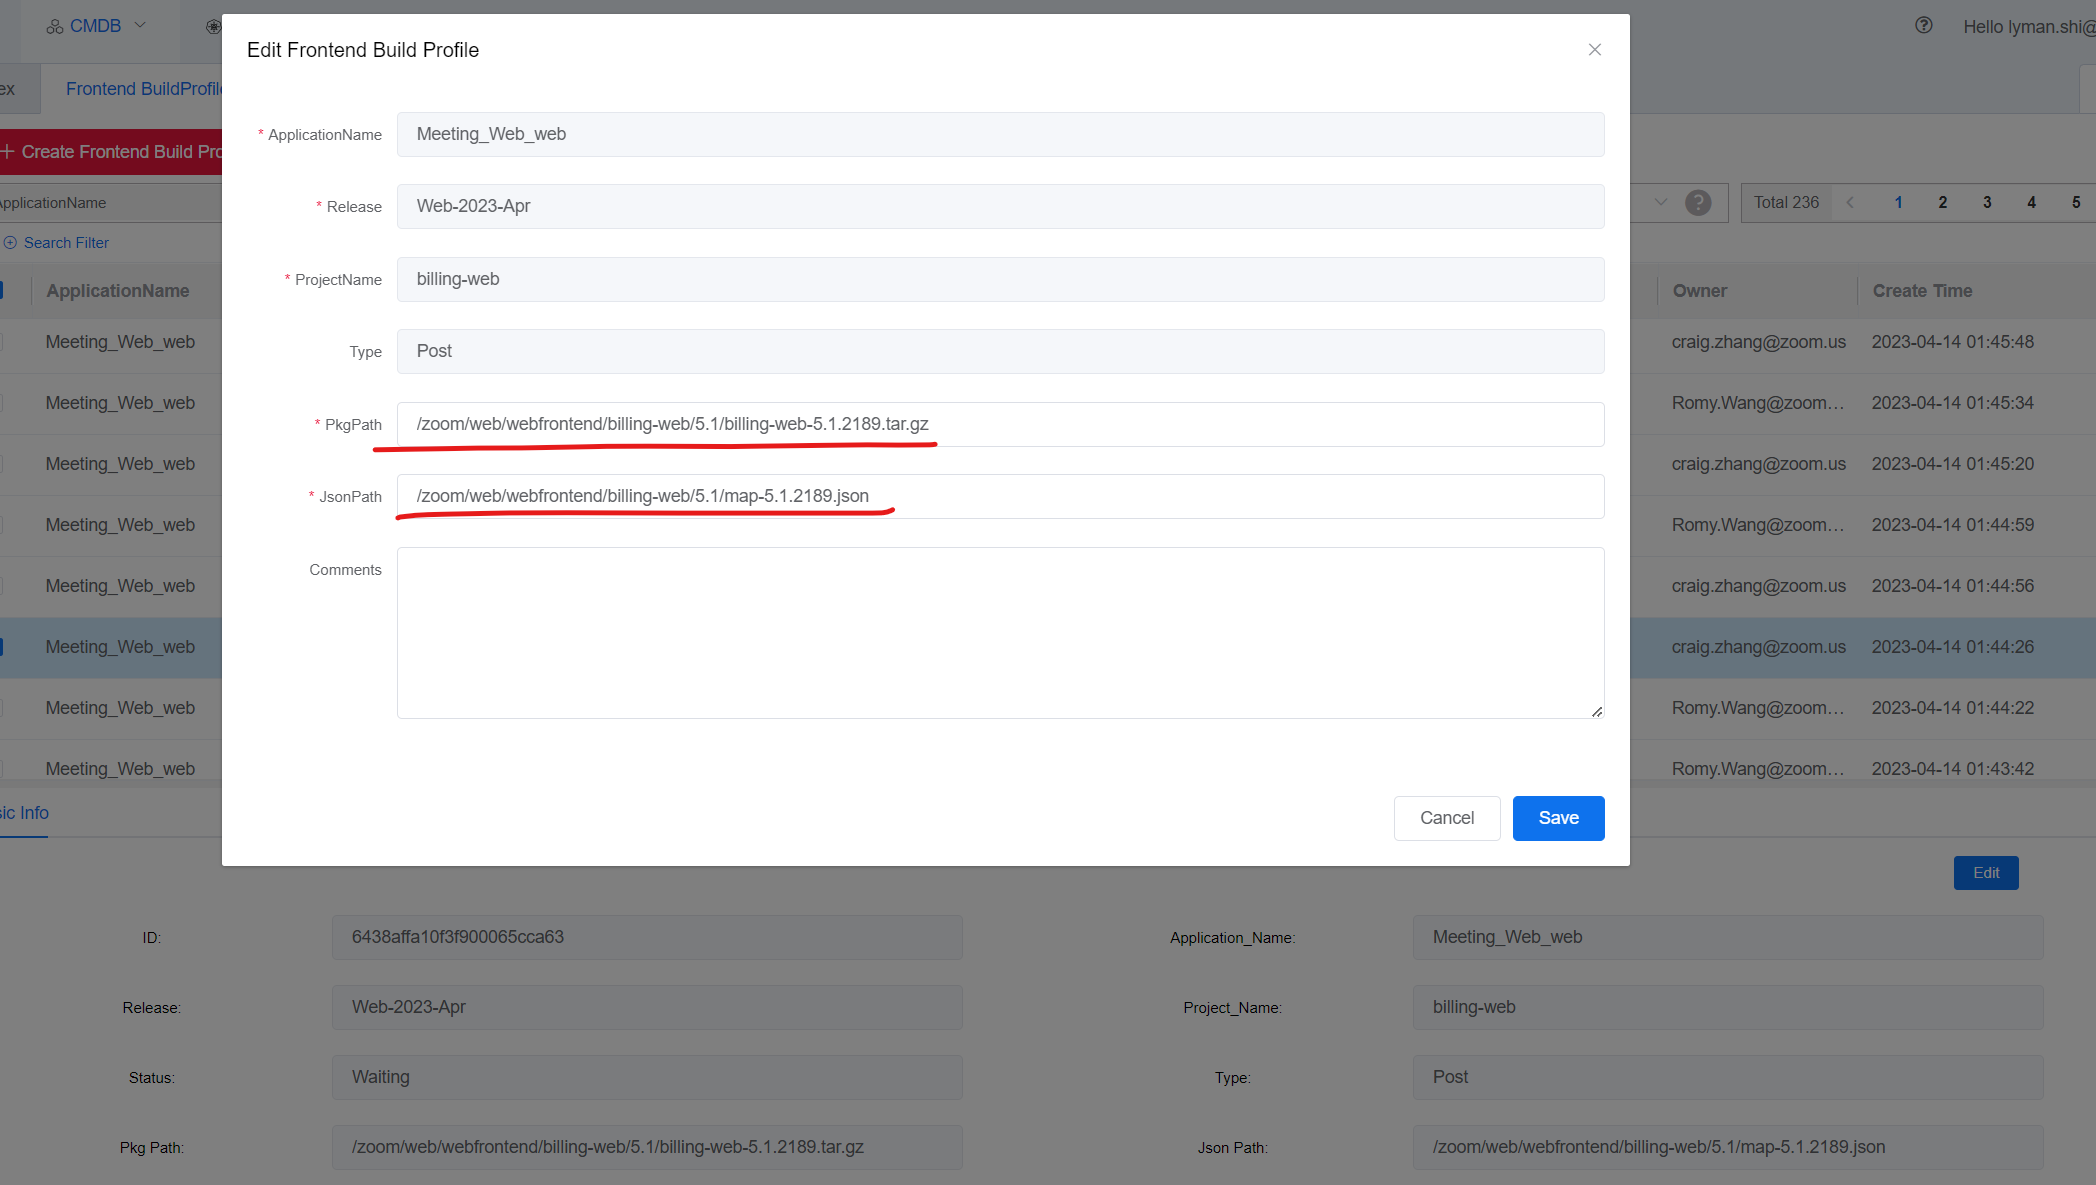 CMDB
Hello lyman.shi@
ex
Frontend BuildProfile
Create Frontend Build Pro
ApplicationName
Search Filter
Total 236
1
2
3
4
5
ApplicationName
Owner
Create Time
Meeting_Web_web
craig.zhang@zoom.us
2023-04-14 01:45:48
Meeting_Web_web
Romy.Wang@zoom...
2023-04-14 01:45:34
Meeting_Web_web
craig.zhang@zoom.us
2023-04-14 01:45:20
Meeting_Web_web
Romy.Wang@zoom...
2023-04-14 01:44:59
Meeting_Web_web
craig.zhang@zoom.us
2023-04-14 01:44:56
Meeting_Web_web
craig.zhang@zoom.us
2023-04-14 01:44:26
Meeting_Web_web
Romy.Wang@zoom...
2023-04-14 01:44:22
Meeting_Web_web
Romy.Wang@zoom...
2023-04-14 01:43:42
Edit Frontend Build Profile
* ApplicationName
Meeting_Web_web
* Release
Web-2023-Apr
* ProjectName
billing-web
Type
Post
* PkgPath
/zoom/web/webfrontend/billing-web/5.1/billing-web-5.1.2189.tar.gz
* JsonPath
/zoom/web/webfrontend/billing-web/5.1/map-5.1.2189.json
Comments
Cancel
Save
sic Info
Edit
ID:
6438affa10f3f900065cca63
Application_Name:
Meeting_Web_web
Release:
Web-2023-Apr
Project_Name:
billing-web
Status:
Waiting
Type:
Post
Pkg Path:
/zoom/web/webfrontend/billing-web/5.1/billing-web-5.1.2189.tar.gz
Json Path:
/zoom/web/webfrontend/billing-web/5.1/map-5.1.2189.json